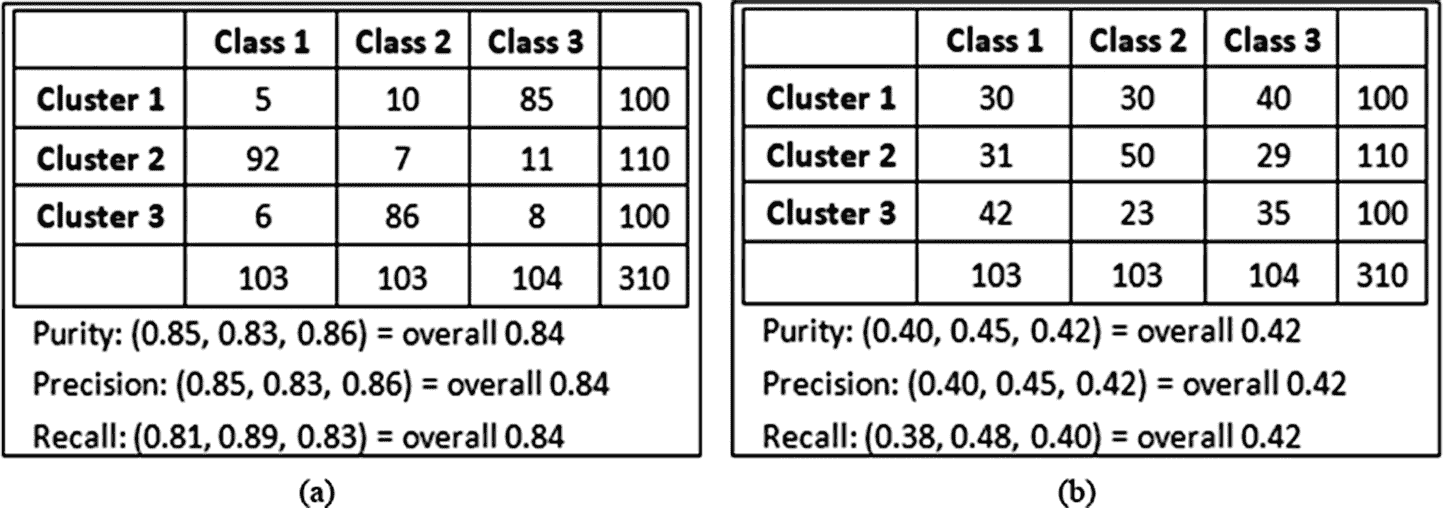 Class 1 Class 2 Class 3
Cluster 1 5 10 85 100
Cluster 2 92 7 11 110
Cluster 3 6 86 8 100
103 103 104 310
Purity: (0.85, 0.83, 0.86) = overall 0.84
Precision: (0.85, 0.83, 0.86) = overall 0.84
Recall: (0.81, 0.89, 0.83) = overall 0.84
(a)
Class 1 Class 2 Class 3
Cluster 1 30 30 40 100
Cluster 2 31 50 29 110
Cluster 3 42 23 35 100
103 103 104 310
Purity: (0.40, 0.45, 0.42) = overall 0.42
Precision: (0.40, 0.45, 0.42) = overall 0.42
Recall: (0.38, 0.48, 0.40) = overall 0.42
(b)